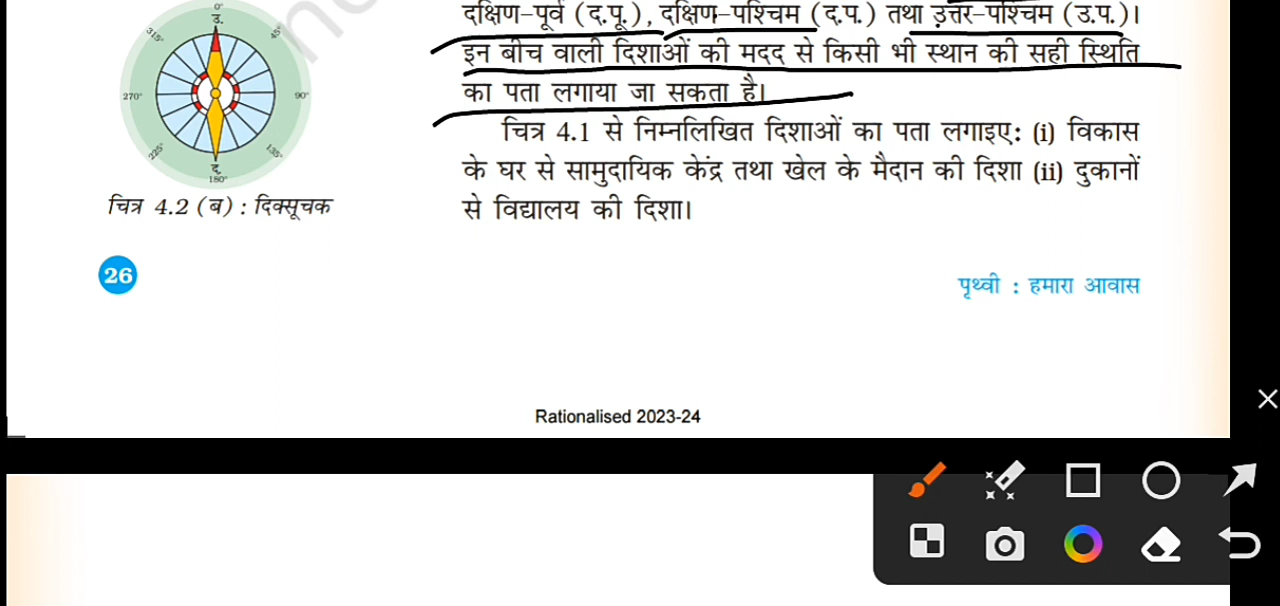 0°
उ.
45°
315°
270°
90°
225°
135°
द.
180°
चित्र 4.2 (ब) : दिक्सूचक
दक्षिण-पूर्व (द.पू.), दक्षिण-पश्चिम (द.प.) तथा उत्तर-पश्चिम (उ.प.)।
इन बीच वाली दिशाओं की मदद से किसी भी स्थान की सही स्थिति
का पता लगाया जा सकता है।
चित्र 4.1 से निम्नलिखित दिशाओं का पता लगाइए: (i) विकास
के घर से सामुदायिक केंद्र तथा खेल के मैदान की दिशा (ii) दुकानों
से विद्यालय की दिशा।
26
पृथ्वी : हमारा आवास
Rationalised 2023-24